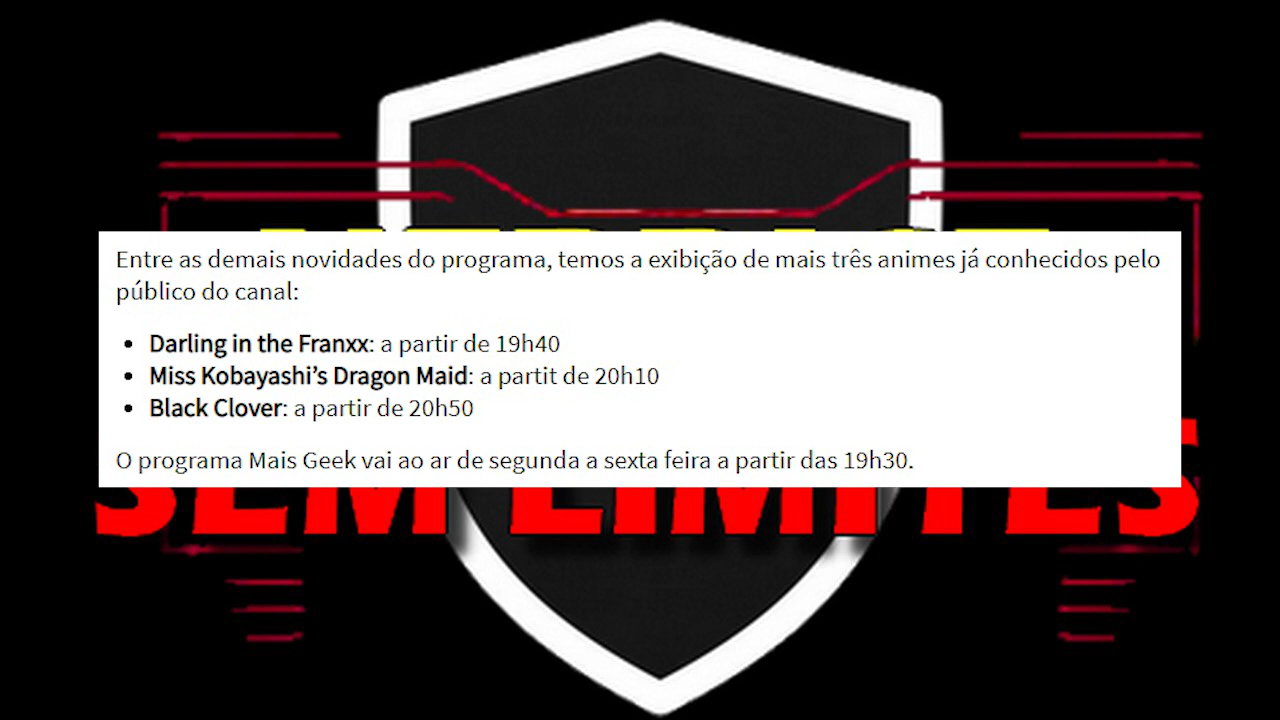 Entre as demais novidades do programa, temos a exibição de mais três animes já conhecidos pelo
público do canal:
• Darling in the Franxx: a partir de 19h40
• Miss Kobayashi’s Dragon Maid: a partit de 20h10
• Black Clover: a partir de 20h50
O programa Mais Geek vai ao ar de segunda a sexta feira a partir das 19h30.
SEM LIMITES